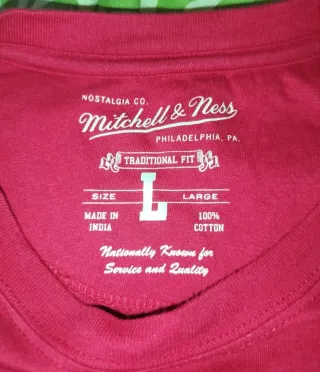 NOSTALGIA CO.
Mitchell & Ness
PHILADELPHIA, PA.
TRADITIONAL FIT
SIZE L LARGE
MADE IN INDIA
100% COTTON
Nationally Known for
Service and Quality